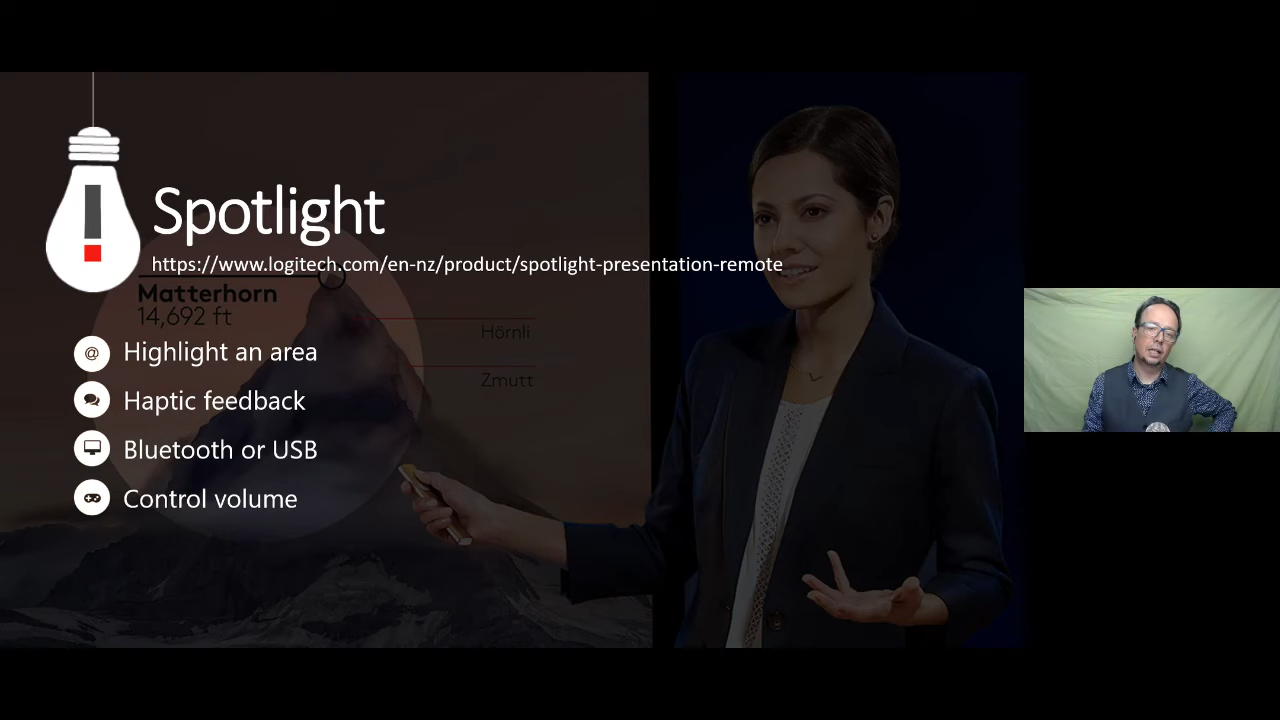 Spotlight
https://www.logitech.com/en-nz/product/spotlight-presentation-remote
Matterhorn
14,692 ft
Hörnli
Zmutt
@ Highlight an area
Haptic feedback
Bluetooth or USB
Control volume